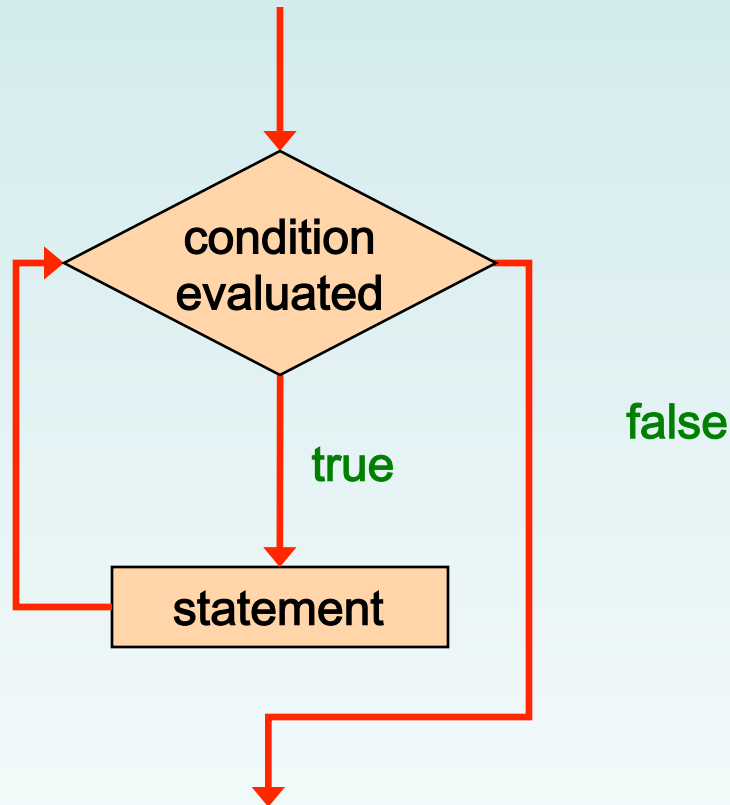 condition
evaluated
false
true
statement